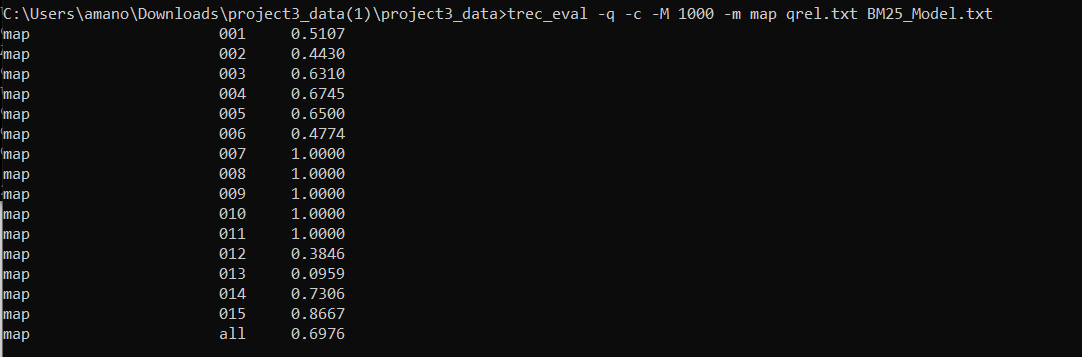 C:\Users\amano\Downloads\project3_data(1)\project3_data>trec_eval -q -c -M 1000 -m map qrel.txt BM25_Model.txt
map 001 0.5107
map 002 0.4430
map 003 0.6310
map 004 0.6745
map 005 0.6500
map 006 0.4774
map 007 1.0000
map 008 1.0000
map 009 1.0000
map 010 1.0000
map 011 1.0000
map 012 0.3846
map 013 0.0959
map 014 0.7306
map 015 0.8667
map all 0.6976